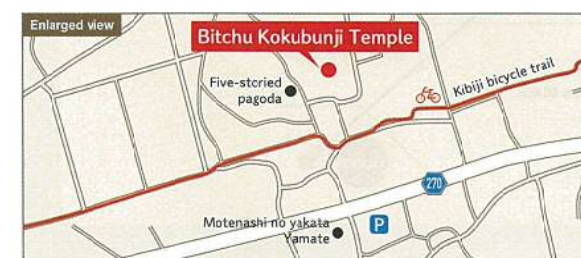 Enlarged view
Bitchu Kokubunji Temple
Five-storied
pagoda
Kibiji bicycle trail
270
Motenashi no yakata
Yamate
P